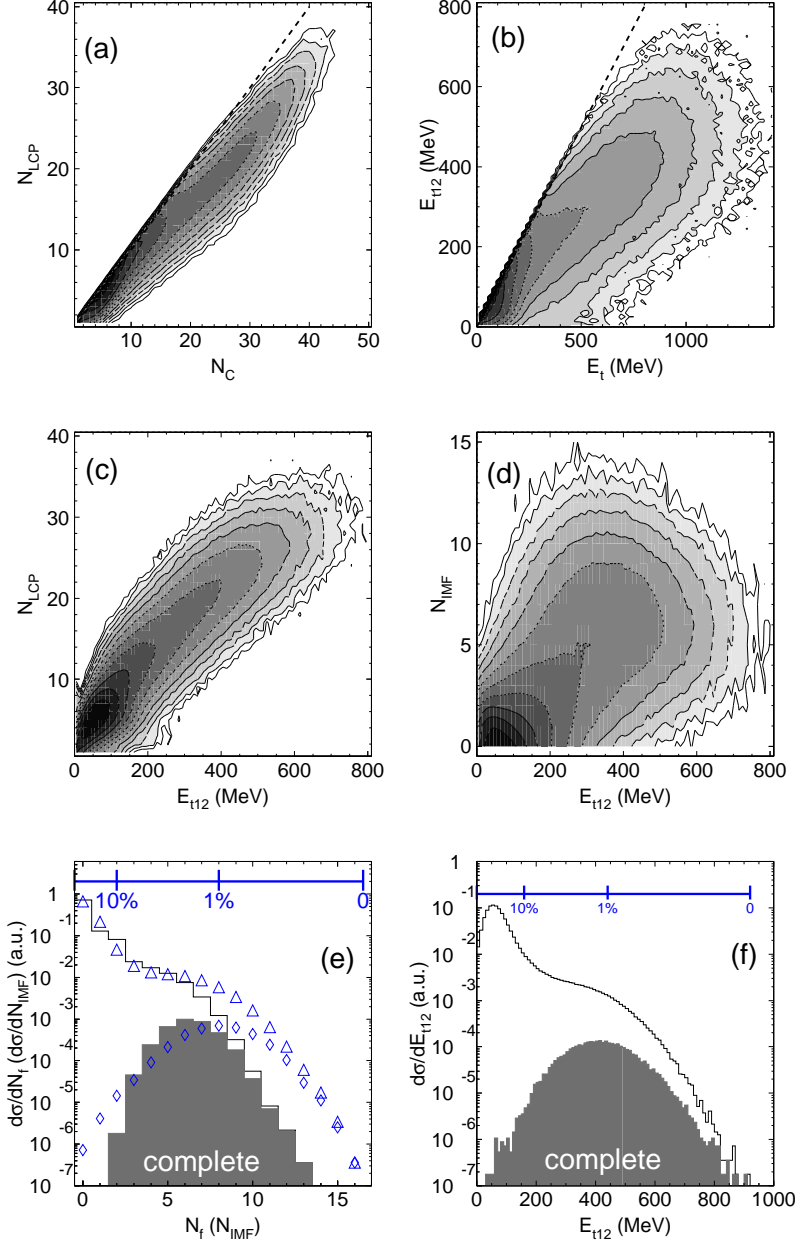 40
(a)
30
N_LCP
20
10
10 20 30 40 50
N_C
800
(b)
600
E_t12 (MeV)
400
200
0
0 500 1000
E_t (MeV)
40
(c)
30
N_LCP
20
10
0 200 400 600 800
E_t12 (MeV)
15
(d)
10
N_IMF
5
0
0 200 400 600 800
E_t12 (MeV)
1
10% 1% 0
(e)
10^-1
10^-2
10^-3
10^-4
10^-5
10^-6
10^-7
dσ/dN_f (dσ/dN_IMF) (a.u.)
complete
0 5 10 15
N_f (N_IMF)
1
10% 1% 0
(f)
10^-1
10^-2
10^-3
10^-4
10^-5
10^-6
10^-7
dσ/dE_t12 (a.u.)
complete
0 200 400 600 800 1000
E_t12 (MeV)